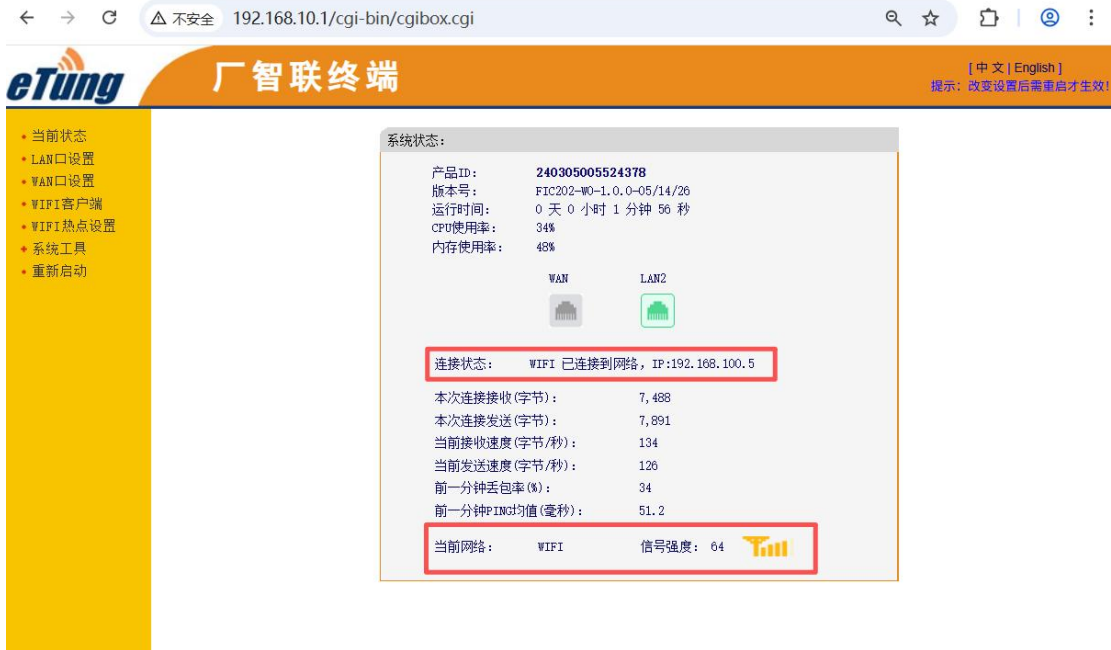 不安全 192.168.10.1/cgi-bin/cgibox.cgi
eTung 厂智联终端
[ 中 文 | English ]
提示：改变设置后需重启才生效!
当前状态
LAN口设置
WAN口设置
WIFI客户端
WIFI热点设置
系统工具
重新启动
系统状态:
产品ID: 240305005524378
版本号: FIC202-W0-1.0.0-05/14/26
运行时间: 0 天 0 小时 1 分钟 56 秒
CPU使用率: 34%
内存使用率: 48%
WAN LAN2
连接状态: WIFI 已连接到网络, IP:192.168.100.5
本次连接接收(字节): 7,488
本次连接发送(字节): 7,891
当前接收速度(字节/秒): 134
当前发送速度(字节/秒): 126
前一分钟丢包率(%): 34
前一分钟PING均值(毫秒): 51.2
当前网络: WIFI 信号强度: 64